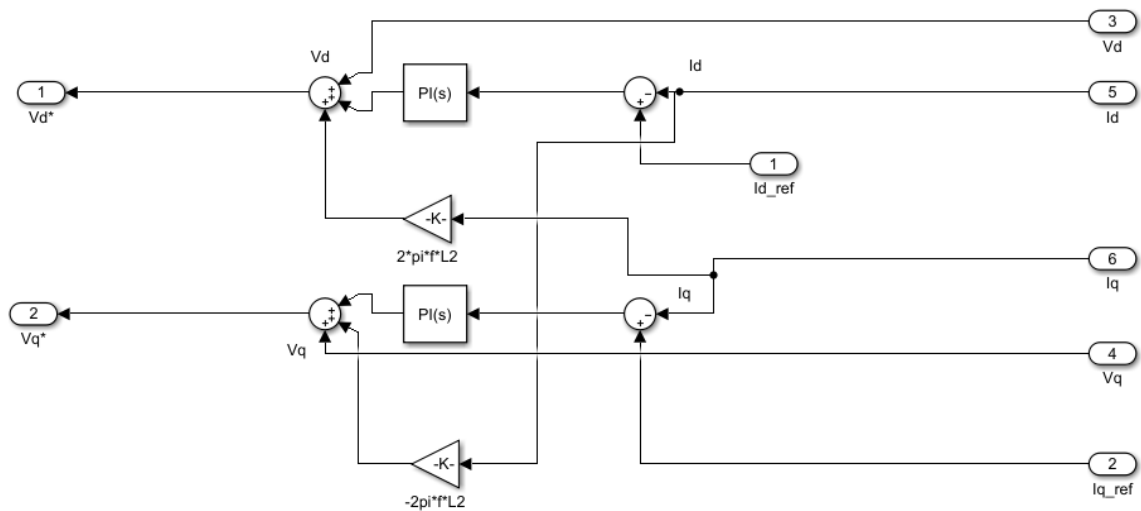 3
Vd
Vd
Id
1
Vd*
+
+
+
PI(s)
+
−
5
Id
1
Id_ref
-K-
2*pi*f*L2
6
Iq
Iq
2
Vq*
+
+
+
PI(s)
+
−
Vq
4
Vq
-K-
-2pi*f*L2
2
Iq_ref